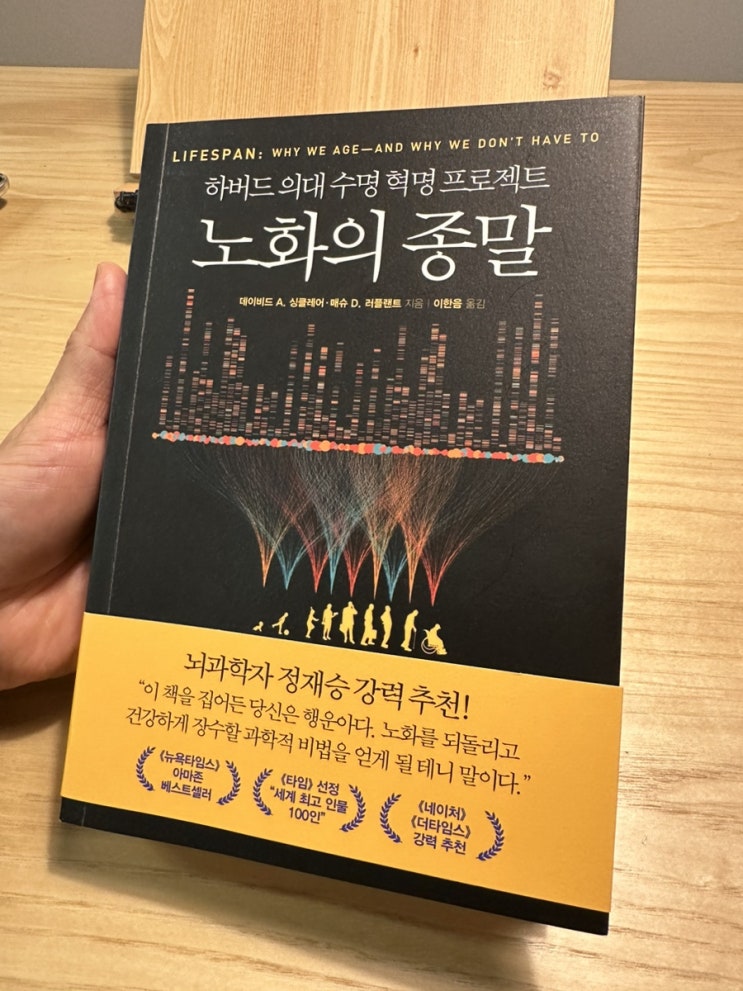 LIFESPAN: WHY WE AGE—AND WHY WE DON'T HAVE TO
하버드 의대 수명 혁명 프로젝트
노화의 종말
데이비드 A. 싱클레어·매슈 D. 러플랜트 지음 | 이한음 옮김
뇌과학자 정재승 강력 추천!
“이 책을 집어든 당신은 행운아다. 노화를 되돌리고
건강하게 장수할 과학적 비법을 얻게 될 테니 말이다.”
《뉴욕타임스》
아마존
베스트셀러
《타임》 선정
“세계 최고 인물
100인”
《네이처》
《더타임스》
강력 추천